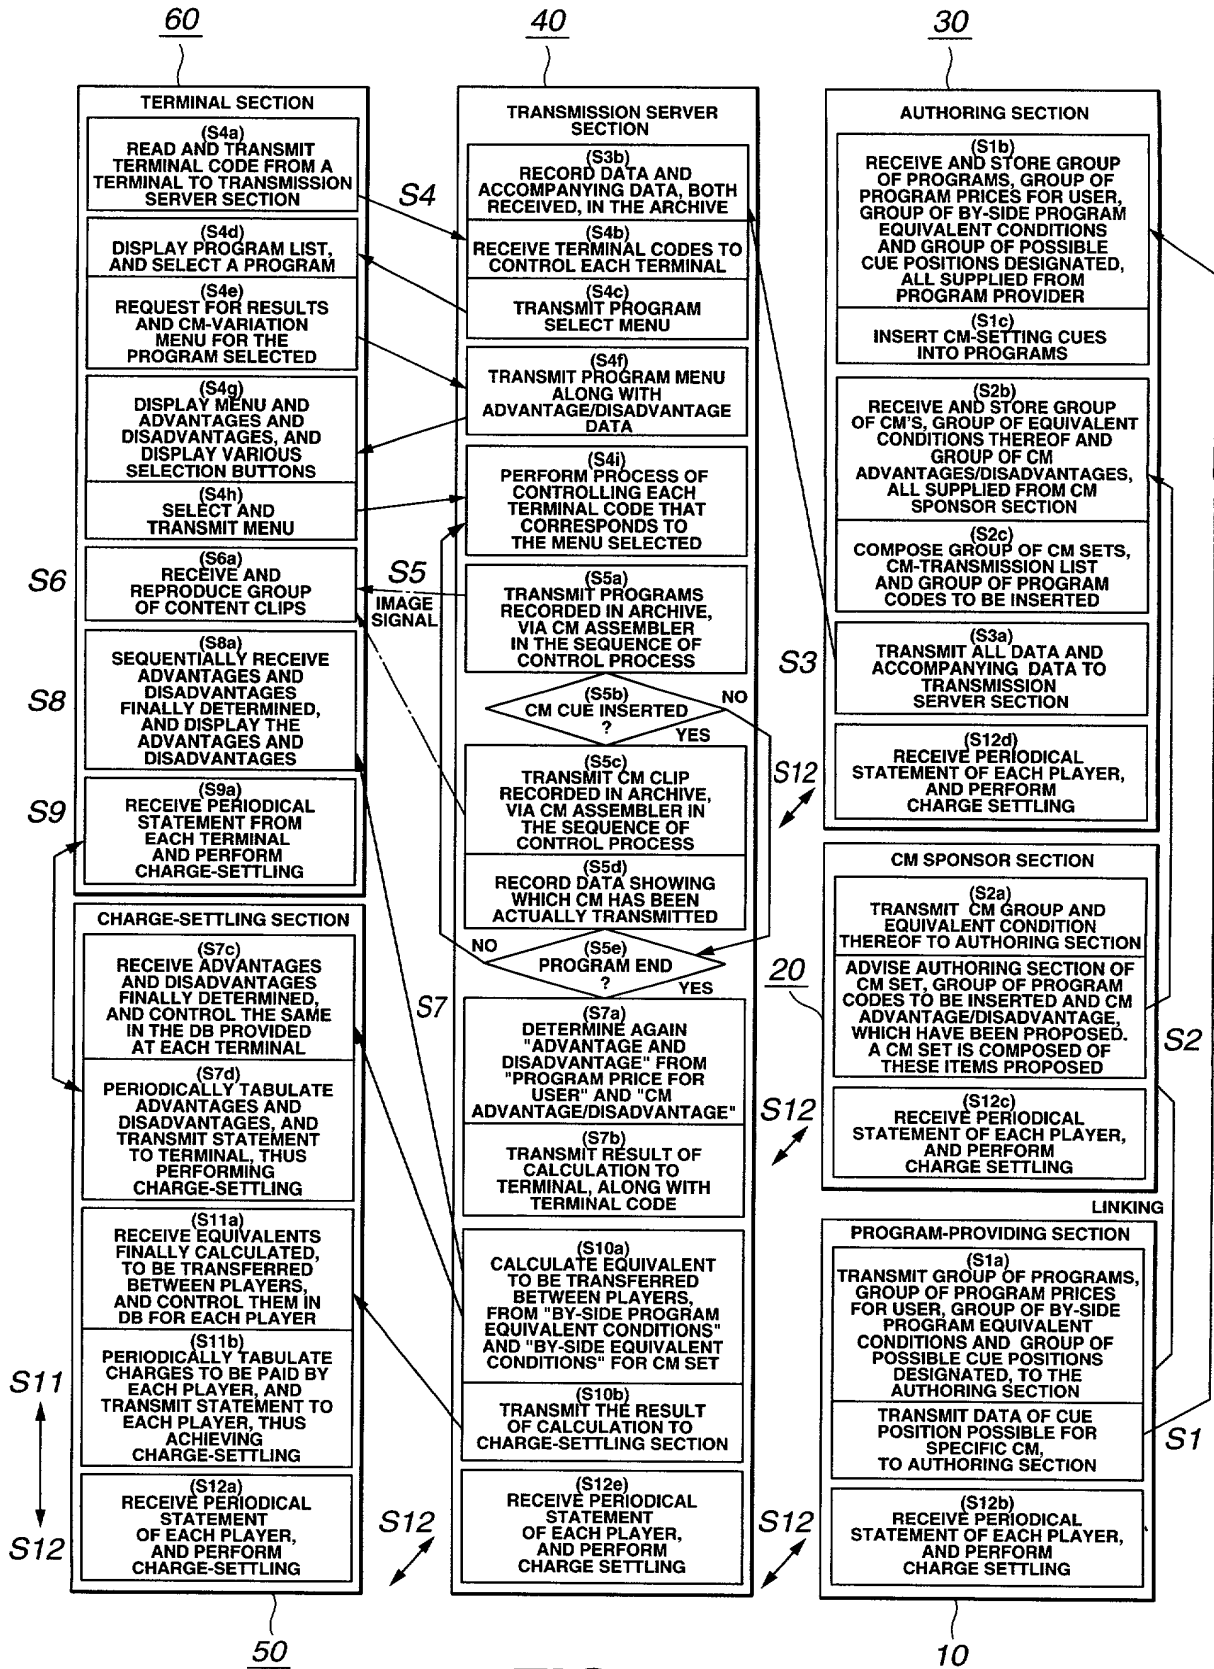 60
40
30
TERMINAL SECTION
(S4a)
READ AND TRANSMIT
TERMINAL CODE FROM A
TERMINAL TO TRANSMISSION
SERVER SECTION
(S4d)
DISPLAY PROGRAM LIST,
AND SELECT A PROGRAM
(S4e)
REQUEST FOR RESULTS
AND CM-VARIATION
MENU FOR THE
PROGRAM SELECTED
(S4g)
DISPLAY MENU AND
ADVANTAGES AND
DISADVANTAGES, AND
DISPLAY VARIOUS
SELECTION BUTTONS
(S4h)
SELECT AND
TRANSMIT MENU
S6
(S6a)
RECEIVE AND
REPRODUCE GROUP
OF CONTENT CLIPS
S8
(S8a)
SEQUENTIALLY RECEIVE
ADVANTAGES AND
DISADVANTAGES
FINALLY DETERMINED,
AND DISPLAY THE
ADVANTAGES AND
DISADVANTAGES
S9
(S9a)
RECEIVE PERIODICAL
STATEMENT FROM
EACH TERMINAL
AND PERFORM
CHARGE-SETTLING
CHARGE-SETTLING SECTION
(S7c)
RECEIVE ADVANTAGES
AND DISADVANTAGES
FINALLY DETERMINED,
AND CONTROL THE SAME
IN THE DB PROVIDED
AT EACH TERMINAL
(S7d)
PERIODICALLY TABULATE
ADVANTAGES AND
DISADVANTAGES, AND
TRANSMIT STATEMENT
TO TERMINAL, THUS
PERFORMING
CHARGE-SETTLING
(S11a)
RECEIVE EQUIVALENTS
FINALLY CALCULATED,
TO BE TRANSFERRED
BETWEEN PLAYERS,
AND CONTROL THEM IN
DB FOR EACH PLAYER
(S11b)
PERIODICALLY TABULATE
CHARGES TO BE PAID BY
EACH PLAYER, AND
TRANSMIT STATEMENT TO
EACH PLAYER, THUS
ACHIEVING
CHARGE-SETTLING
S11
(S12a)
RECEIVE PERIODICAL
STATEMENT
OF EACH PLAYER,
AND PERFORM
CHARGE-SETTLING
S12
50
S4
S5
IMAGE
SIGNAL
S7
S12
TRANSMISSION SERVER
SECTION
(S3b)
RECORD DATA AND
ACCOMPANYING DATA, BOTH
RECEIVED, IN THE ARCHIVE
(S4b)
RECEIVE TERMINAL CODES TO
CONTROL EACH TERMINAL
(S4c)
TRANSMIT PROGRAM
SELECT MENU
(S4f)
TRANSMIT PROGRAM MENU
ALONG WITH
ADVANTAGE/DISADVANTAGE
DATA
(S4i)
PERFORM PROCESS OF
CONTROLLING EACH
TERMINAL CODE THAT
CORRESPONDS TO
THE MENU SELECTED
(S5a)
TRANSMIT PROGRAMS
RECORDED IN ARCHIVE,
VIA CM ASSEMBLER
IN THE SEQUENCE OF
CONTROL PROCESS
(S5b)
CM CUE INSERTED
?
NO
YES
(S5c)
TRANSMIT CM CLIP
RECORDED IN ARCHIVE,
VIA CM ASSEMBLER IN
THE SEQUENCE OF
CONTROL PROCESS
(S5d)
RECORD DATA SHOWING
WHICH CM HAS BEEN
ACTUALLY TRANSMITTED
NO
(S5e)
PROGRAM END
?
YES
(S7a)
DETERMINE AGAIN
"ADVANTAGE AND
DISADVANTAGE" FROM
"PROGRAM PRICE FOR
USER" AND "CM
ADVANTAGE/DISADVANTAGE"
(S7b)
TRANSMIT RESULT OF
CALCULATION TO
TERMINAL, ALONG WITH
TERMINAL CODE
(S10a)
CALCULATE EQUIVALENT
TO BE TRANSFERRED
BETWEEN PLAYERS,
FROM "BY-SIDE PROGRAM
EQUIVALENT CONDITIONS"
AND "BY-SIDE EQUIVALENT
CONDITIONS" FOR CM SET
(S10b)
TRANSMIT THE RESULT
OF CALCULATION TO
CHARGE-SETTLING SECTION
(S12e)
RECEIVE PERIODICAL
STATEMENT
OF EACH PLAYER,
AND PERFORM
CHARGE SETTLING
S3
S12
20
S12
S12
AUTHORING SECTION
(S1b)
RECEIVE AND STORE GROUP
OF PROGRAMS, GROUP OF
PROGRAM PRICES FOR USER,
GROUP OF BY-SIDE PROGRAM
EQUIVALENT CONDITIONS
AND GROUP OF POSSIBLE
CUE POSITIONS DESIGNATED,
ALL SUPPLIED FROM
PROGRAM PROVIDER
(S1c)
INSERT CM-SETTING CUES
INTO PROGRAMS
(S2b)
RECEIVE AND STORE GROUP
OF CM'S, GROUP OF EQUIVALENT
CONDITIONS THEREOF AND
GROUP OF CM
ADVANTAGES/DISADVANTAGES,
ALL SUPPLIED FROM CM
SPONSOR SECTION
(S2c)
COMPOSE GROUP OF CM SETS,
CM-TRANSMISSION LIST
AND GROUP OF PROGRAM
CODES TO BE INSERTED
(S3a)
TRANSMIT ALL DATA AND
ACCOMPANYING DATA TO
TRANSMISSION
SERVER SECTION
(S12d)
RECEIVE PERIODICAL
STATEMENT OF EACH PLAYER,
AND PERFORM
CHARGE SETTLING
CM SPONSOR SECTION
(S2a)
TRANSMIT CM GROUP AND
EQUIVALENT CONDITION
THEREOF TO AUTHORING SECTION
ADVISE AUTHORING SECTION OF
CM SET, GROUP OF PROGRAM
CODES TO BE INSERTED AND CM
ADVANTAGE/DISADVANTAGE,
WHICH HAVE BEEN PROPOSED.
A CM SET IS COMPOSED OF
THESE ITEMS PROPOSED
S2
(S12c)
RECEIVE PERIODICAL
STATEMENT OF EACH PLAYER,
AND PERFORM
CHARGE SETTLING
LINKING
PROGRAM-PROVIDING SECTION
(S1a)
TRANSMIT GROUP OF PROGRAMS,
GROUP OF PROGRAM PRICES
FOR USER, GROUP OF BY-SIDE
PROGRAM EQUIVALENT
CONDITIONS AND GROUP OF
POSSIBLE CUE POSITIONS
DESIGNATED, TO THE
AUTHORING SECTION
TRANSMIT DATA OF CUE
POSITION POSSIBLE FOR
SPECIFIC CM,
TO AUTHORING SECTION
S1
(S12b)
RECEIVE PERIODICAL
STATEMENT OF EACH PLAYER,
AND PERFORM
CHARGE SETTLING
10